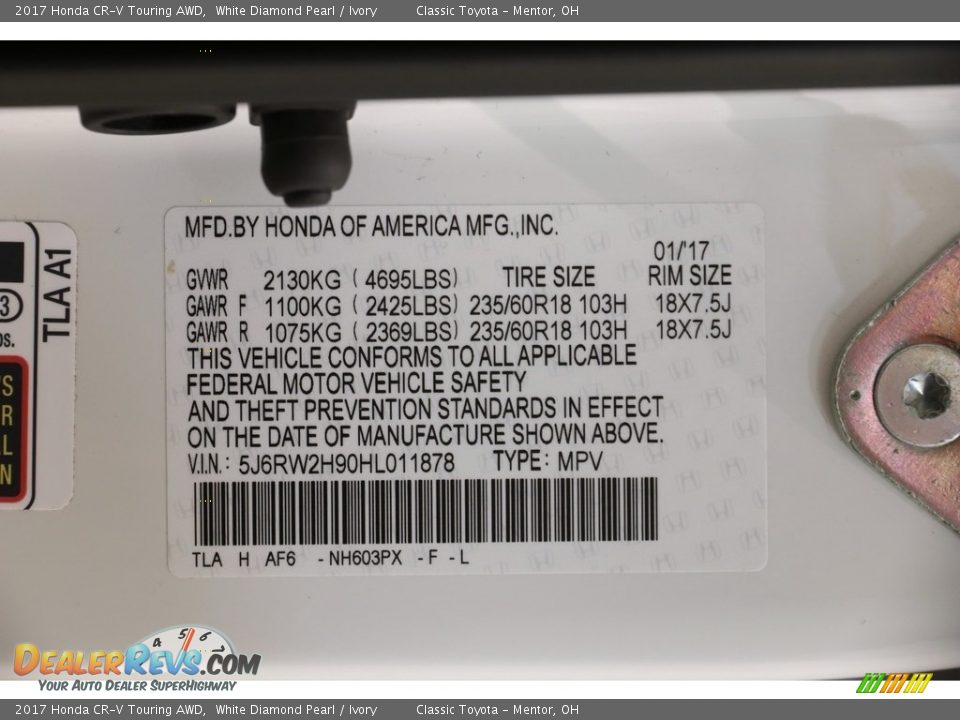 2017 Honda CR-V Touring AWD, White Diamond Pearl / Ivory Classic Toyota - Mentor, OH
MFD.BY HONDA OF AMERICA MFG.,INC.
01/'17
GVWR 2130KG ( 4695LBS) TIRE SIZE RIM SIZE
GAWR F 1100KG ( 2425LBS) 235/60R18 103H 18X7.5J
GAWR R 1075KG ( 2369LBS) 235/60R18 103H 18X7.5J
THIS VEHICLE CONFORMS TO ALL APPLICABLE
FEDERAL MOTOR VEHICLE SAFETY
AND THEFT PREVENTION STANDARDS IN EFFECT
ON THE DATE OF MANUFACTURE SHOWN ABOVE.
V.I.N.: 5J6RW2H90HL011878 TYPE: MPV
TLA H AF6 -NH603PX -F -L
TLA A1
3
4 5 6 7
DEALERREVS.COM
YOUR AUTO DEALER SUPERHIGHWAY
2017 Honda CR-V Touring AWD, White Diamond Pearl / Ivory Classic Toyota - Mentor, OH